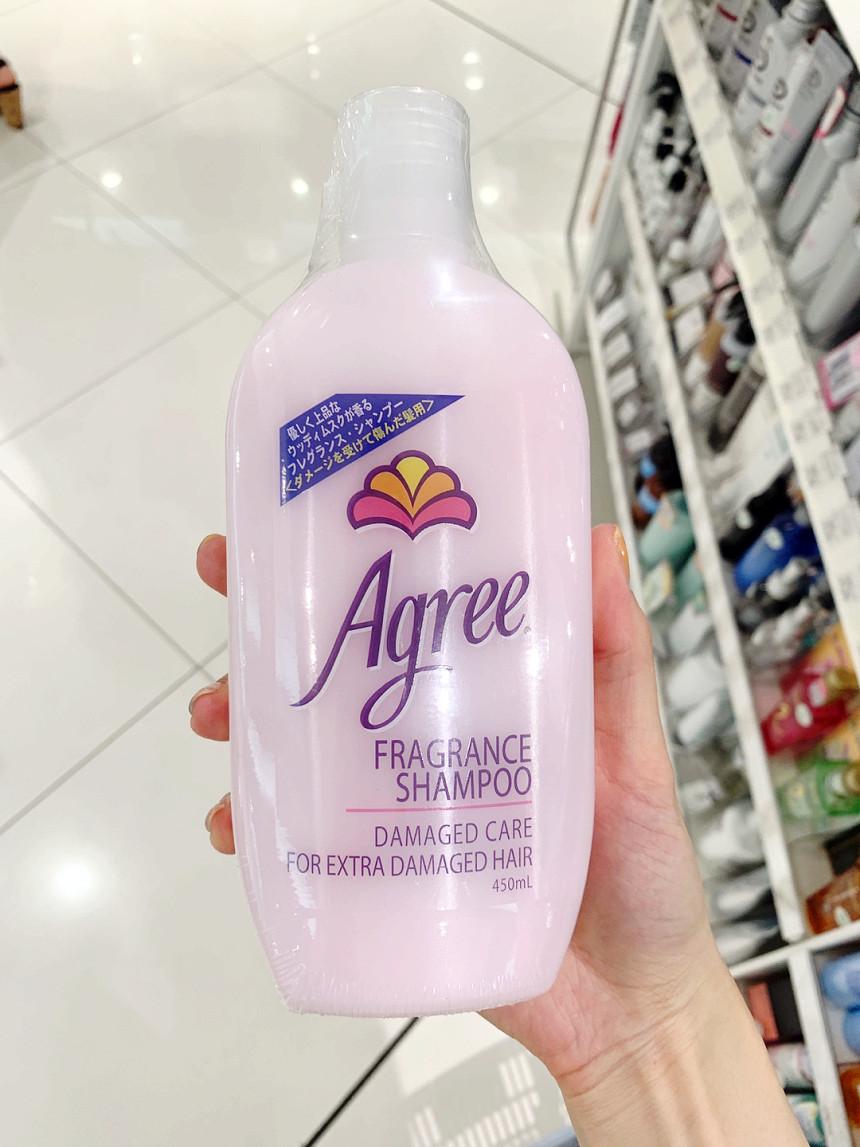 優しく上品な
ウッディムスクが香る
フレグランス・シャンプー
<ダメージを受けて傷んだ髪用>
Agree
FRAGRANCE
SHAMPOO
DAMAGED CARE
FOR EXTRA DAMAGED HAIR
450mL